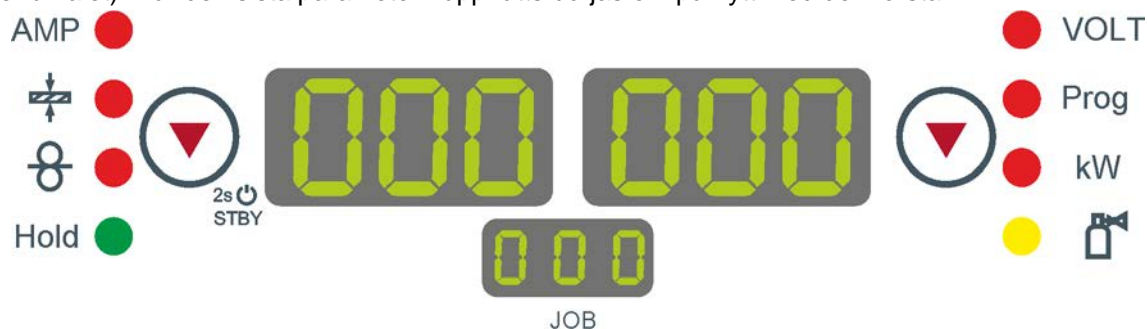 AMP VOLT
000 000
Prog
kW
2s
STBY
Hold
000
JOB